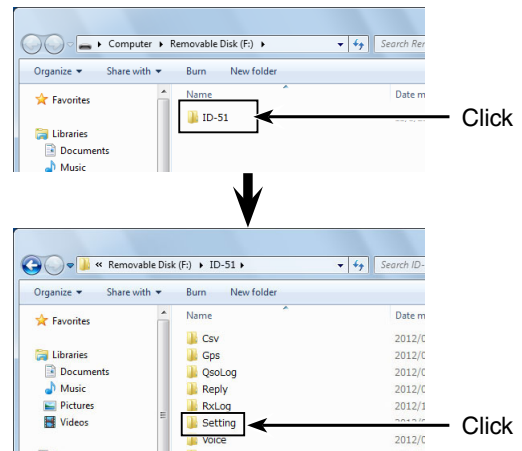 Computer ▸ Removable Disk (F:) ▸ Search Rer
Organize ▾ Share with ▾ Burn New folder
Favorites Name Date m
ID-51 Click
Libraries
Documents
Music
« Removable Disk (F:) ▸ ID-51 ▸ Search ID-
Organize ▾ Share with ▾ Burn New folder
Favorites Name Date m
Csv 2012/0
Libraries Gps 2012/0
Documents QsoLog 2012/0
Music Reply 2012/0
Pictures RxLog 2012/1
Videos Setting Click
Voice 2012/0